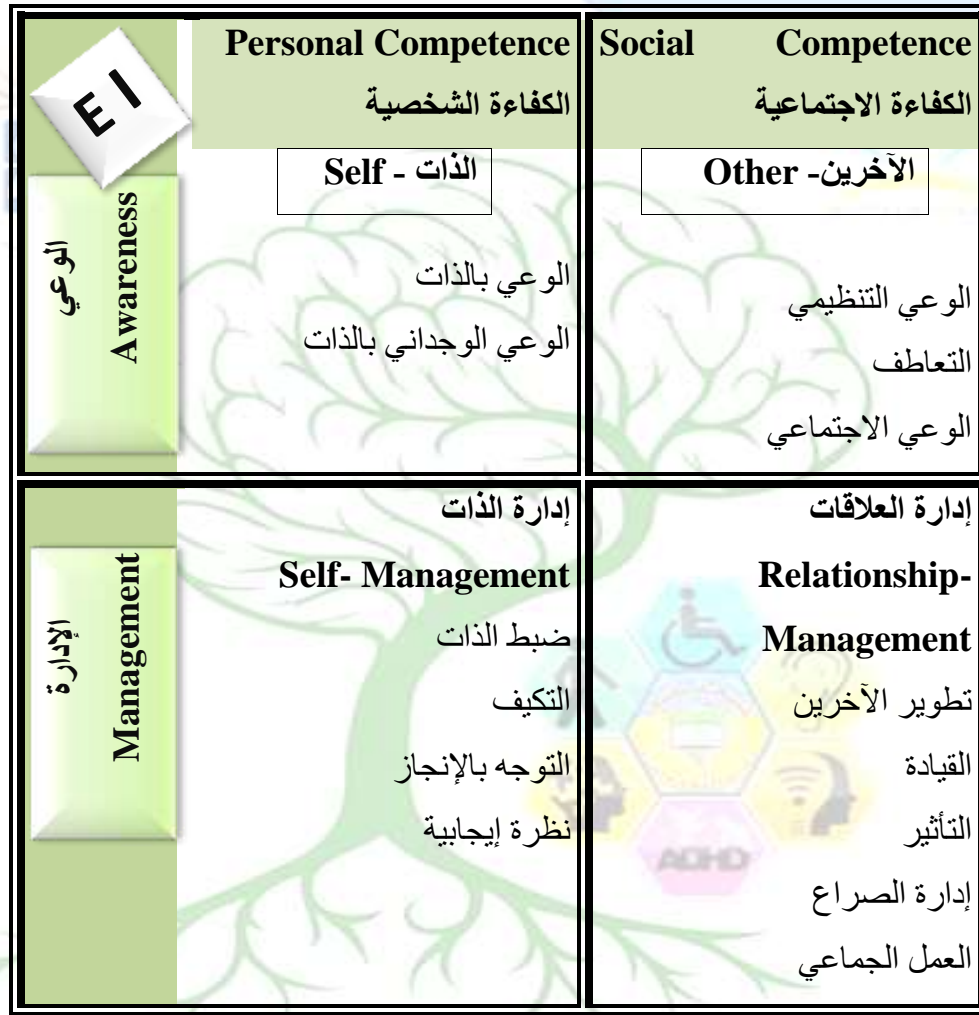 E I
Personal Competence
الكفاءة الشخصية
Social Competence
الكفاءة الاجتماعية
الوعي
Awareness
الذات - Self
الوعي بالذات
الوعي الوجداني بالذات
الآخرين- Other
الوعي التنظيمي
التعاطف
الوعي الاجتماعي
الإدارة
Management
إدارة الذات
Self- Management
ضبط الذات
التكيف
التوجه بالإنجاز
نظرة إيجابية
إدارة العلاقات
Relationship-
Management
تطوير الآخرين
القيادة
التأثير
إدارة الصراع
العمل الجماعي
ADHD